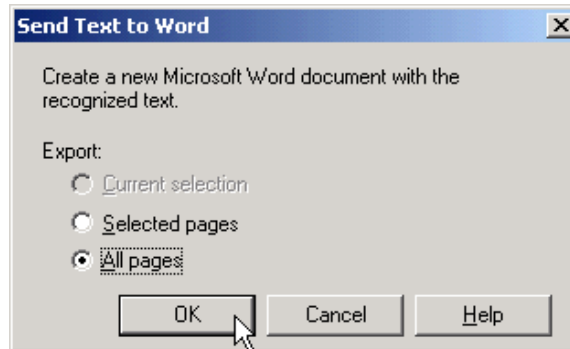 Send Text to Word
Create a new Microsoft Word document with the
recognized text.
Export:
Current selection
Selected pages
All pages
OK Cancel Help